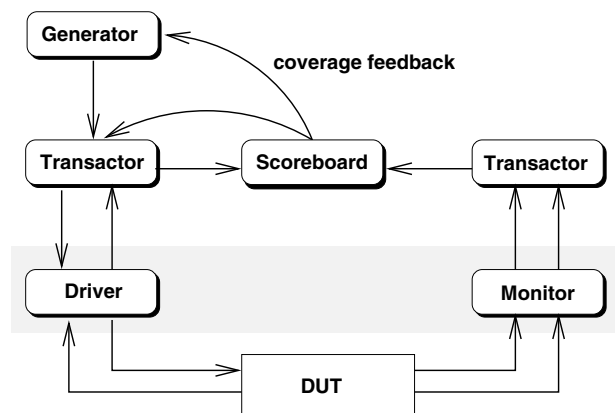 Generator
coverage feedback
Transactor
Scoreboard
Transactor
Driver
Monitor
DUT